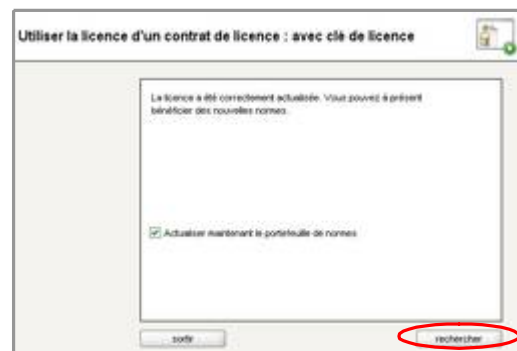 Utiliser la licence d'un contrat de licence : avec clé de licence
La licence a été correctement actualisée. Vous pouvez à présent
bénéficier des nouvelles normes.
Actualiser maintenant le portefeuille de normes
sortir
rechercher